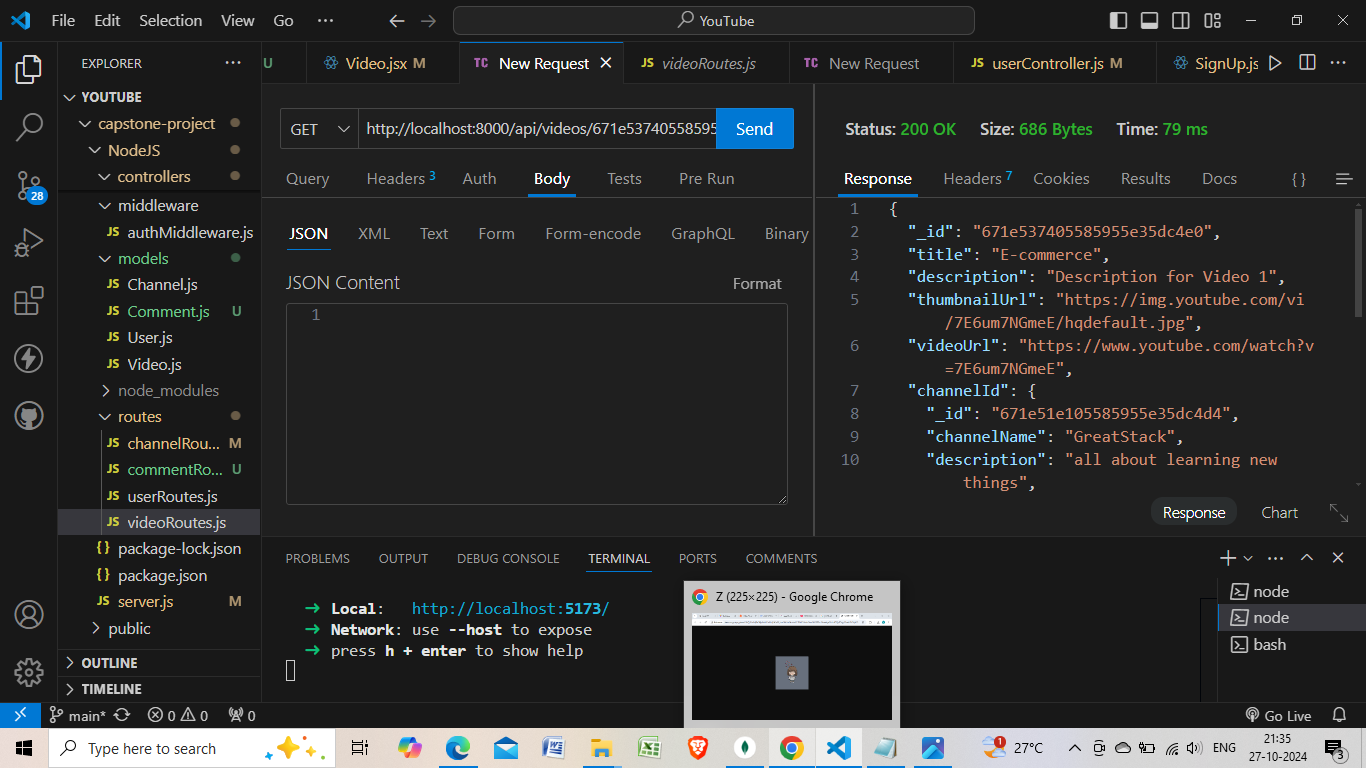 File Edit Selection View Go ··· YouTube
EXPLORER ···
U
Video.jsx M
TC New Request
JS videoRoutes.js
TC New Request
JS userController.js M
SignUp.js
···
YOUTUBE
capstone-project
NodeJS
controllers
middleware
JS authMiddleware.js
models
JS Channel.js
JS Comment.js U
JS User.js
JS Video.js
node_modules
routes
JS channelRou... M
JS commentRo... U
JS userRoutes.js
JS videoRoutes.js
{} package-lock.json
{} package.json
JS server.js M
public
OUTLINE
TIMELINE
28
GET http://localhost:8000/api/videos/671e5374055859 Send
Query Headers 3 Auth Body Tests Pre Run
JSON XML Text Form Form-encode GraphQL Binary
JSON Content Format
1
Status: 200 OK Size: 686 Bytes Time: 79 ms
Response Headers 7 Cookies Results Docs { }
1 {
2 "_id": "671e537405585955e35dc4e0",
3 "title": "E-commerce",
4 "description": "Description for Video 1",
5 "thumbnailUrl": "https://img.youtube.com/vi
/7E6um7NGmeE/hqdefault.jpg",
6 "videoUrl": "https://www.youtube.com/watch?v
=7E6um7NGmeE",
7 "channelId": {
8 "_id": "671e51e105585955e35dc4d4",
9 "channelName": "GreatStack",
10 "description": "all about learning new
things",
Response Chart
PROBLEMS OUTPUT DEBUG CONSOLE TERMINAL PORTS COMMENTS
···
➜ Local: http://localhost:5173/
➜ Network: use --host to expose
➜ press h + enter to show help
node
node
bash
Z (225×225) - Google Chrome
main* 0 0 0
Go Live
Type here to search
1
27°C
ENG
21:35
27-10-2024
3